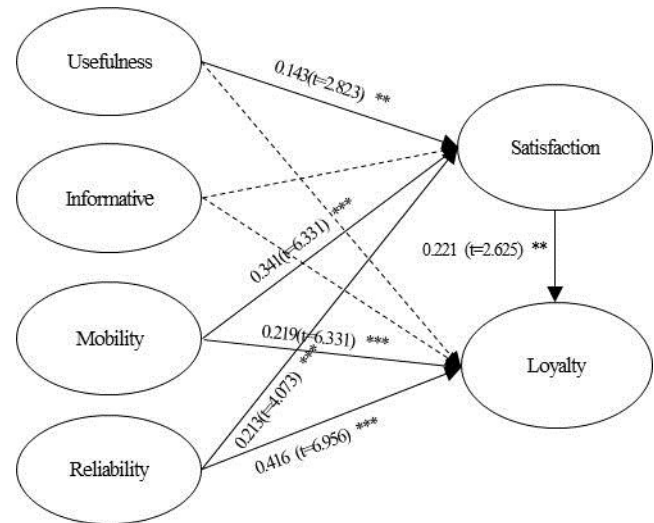 Usefulness
0.143(t=2.823) **
Satisfaction
Informative
0.341(t=6.331) ***
0.221 (t=2.625) **
Mobility
0.219(t=6.331) ***
Loyalty
0.213(t=4.073) ***
0.416 (t=6.956) ***
Reliability